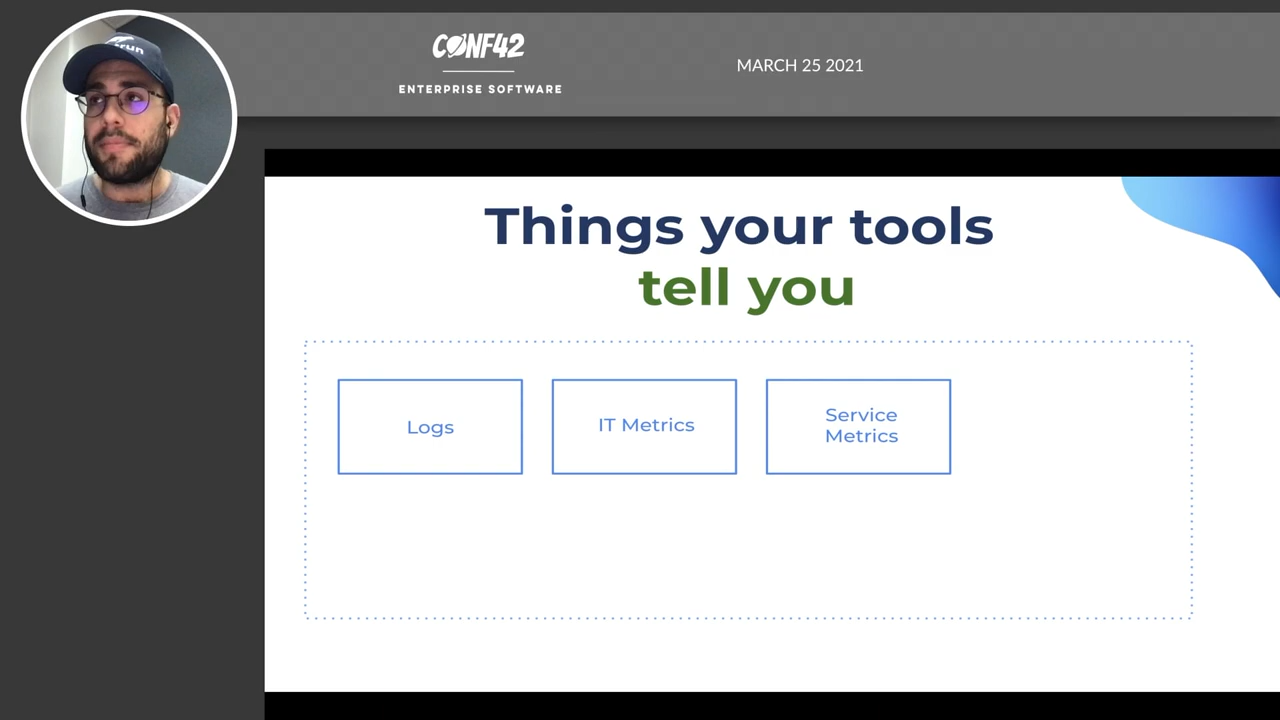 CONF42
ENTERPRISE SOFTWARE
MARCH 25 2021
Things your tools
tell you
Logs
IT Metrics
Service
Metrics